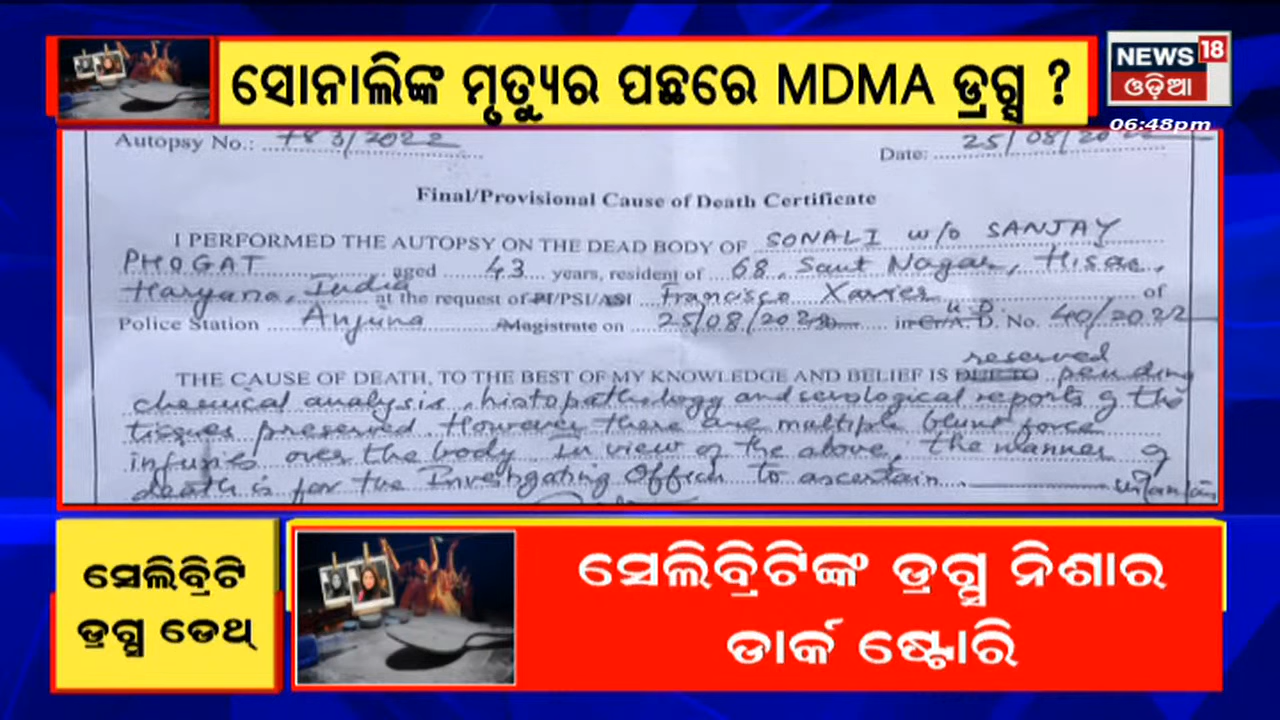 ସୋନାଲିଙ୍କ ମୃତ୍ୟୁର ପଛରେ MDMA ଡ୍ରଗ୍ସ ?
NEWS 18
ଓଡ଼ିଆ
06:48pm
Autopsy No.: 783/2022
Date: 25/08/2022
Final/Provisional Cause of Death Certificate
I PERFORMED THE AUTOPSY ON THE DEAD BODY OF SONALI W/O SANJAY
PHOGAT aged 43 years, resident of 68, Sant Nagar, Hisar,
Haryana, India at the request of PI/PSI/ASI Francisco Xavier of
Police Station Anjuna Magistrate on 25/08/2022 in Cr/A. U.D. No. 40/2022
THE CAUSE OF DEATH, TO THE BEST OF MY KNOWLEDGE AND BELIEF IS DUE TO reserved pending
chemical analysis, histopathology and serological reports of the
tissues preserved. However there are multiple blunt force
injuries over the body. In view of the above, the manner of
death is for the Investigating Officer to ascertain.
ସେଲିବ୍ରିଟି
ଡ୍ରଗ୍ସ ଡେଥ୍
ସେଲିବ୍ରିଟିଙ୍କ ଡ୍ରଗ୍ସ ନିଶାର
ଡାର୍କ ଷ୍ଟୋରି